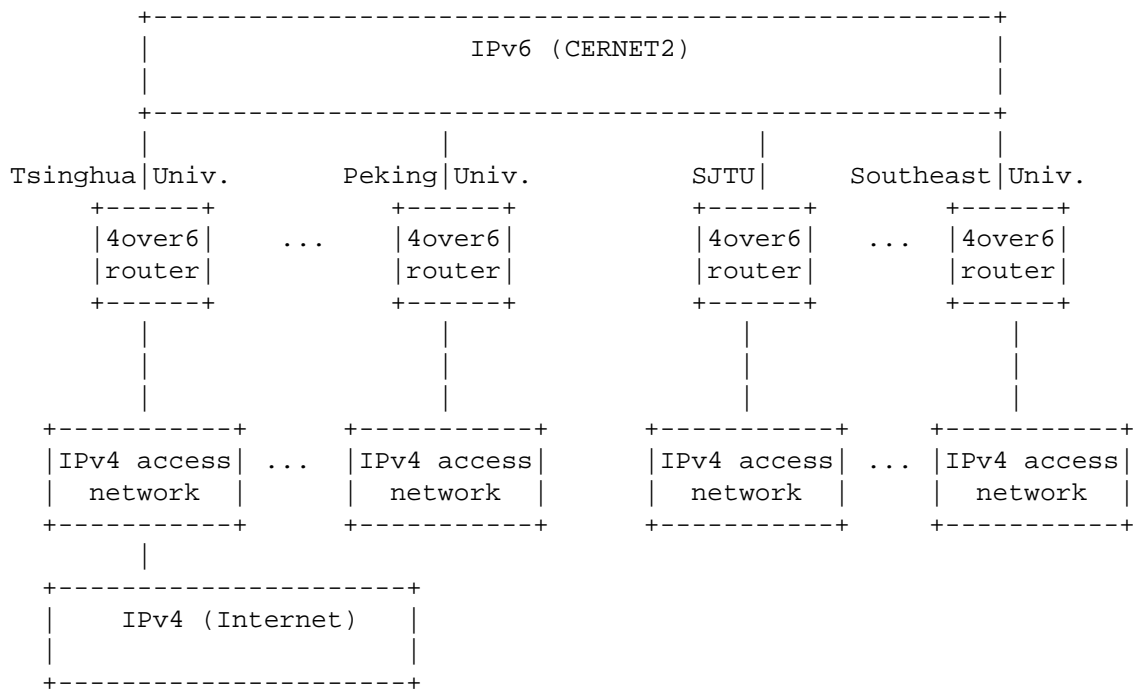 IPv6 (CERNET2)
Tsinghua Univ. Peking Univ. SJTU Southeast Univ.
4over6 ... 4over6 4over6 ... 4over6
router router router router
IPv4 access ... IPv4 access IPv4 access ... IPv4 access
network network network network
IPv4 (Internet)